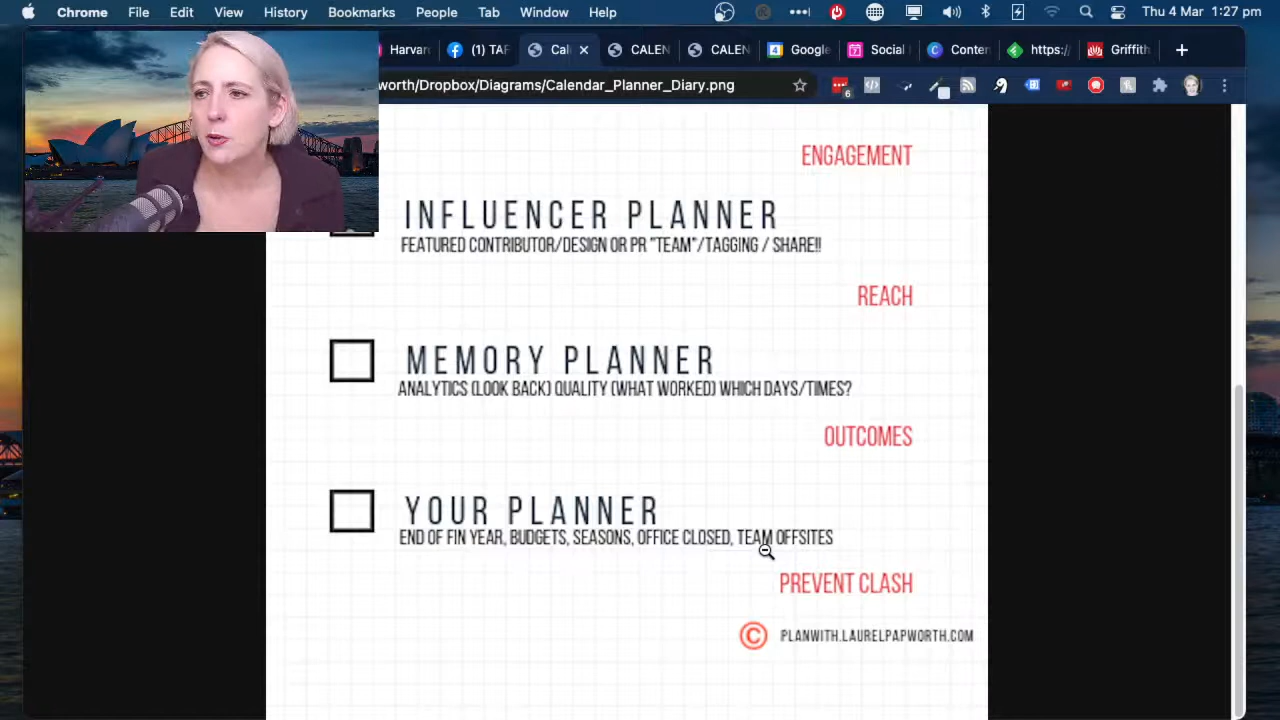 Chrome File Edit View History Bookmarks People Tab Window Help Thu 4 Mar 1:27 pm
Harvar (1) TAF Cal CALEN CALEN Google Social Conten https:/ Griffith
worth/Dropbox/Diagrams/Calendar_Planner_Diary.png 6
ENGAGEMENT
INFLUENCER PLANNER
FEATURED CONTRIBUTOR/DESIGN OR PR "TEAM"/TAGGING / SHARE!!
REACH
MEMORY PLANNER
ANALYTICS (LOOK BACK) QUALITY (WHAT WORKED) WHICH DAYS/TIMES?
OUTCOMES
YOUR PLANNER
END OF FIN YEAR, BUDGETS, SEASONS, OFFICE CLOSED, TEAM OFFSITES
PREVENT CLASH
© PLANWITH.LAURELPAPWORTH.COM